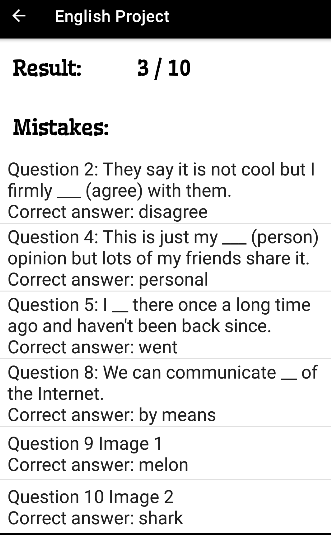 English Project
Result: 3 / 10
Mistakes:
Question 2: They say it is not cool but I
firmly ___ (agree) with them.
Correct answer: disagree
Question 4: This is just my ___ (person)
opinion but lots of my friends share it.
Correct answer: personal
Question 5: I __ there once a long time
ago and haven't been back since.
Correct answer: went
Question 8: We can communicate __ of
the Internet.
Correct answer: by means
Question 9 Image 1
Correct answer: melon
Question 10 Image 2
Correct answer: shark